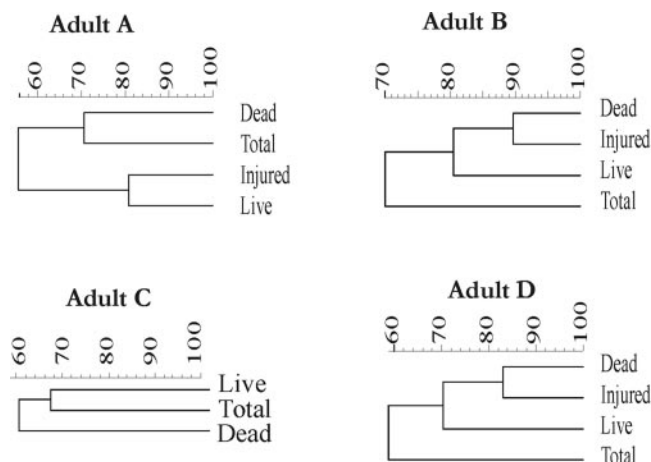 Adult A
60 70 80 90 100
Dead
Total
Injured
Live
Adult B
70 80 90 100
Dead
Injured
Live
Total
Adult C
60 70 80 90 100
Live
Total
Dead
Adult D
60 70 80 90 100
Dead
Injured
Live
Total